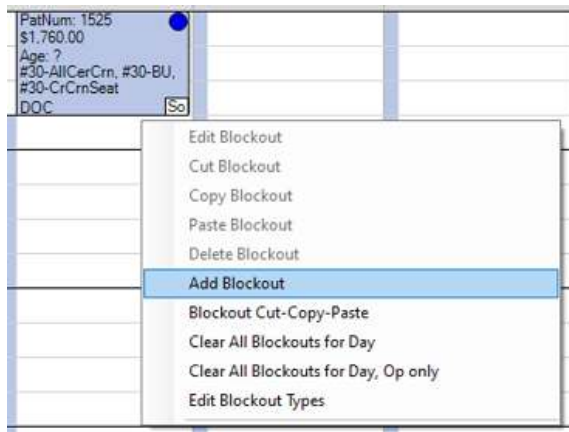 PatNum: 1525
$1,760.00
Age: ?
#30-AllCerCrn, #30-BU,
#30-CrCrnSeat
DOC So
Edit Blockout
Cut Blockout
Copy Blockout
Paste Blockout
Delete Blockout
Add Blockout
Blockout Cut-Copy-Paste
Clear All Blockouts for Day
Clear All Blockouts for Day, Op only
Edit Blockout Types